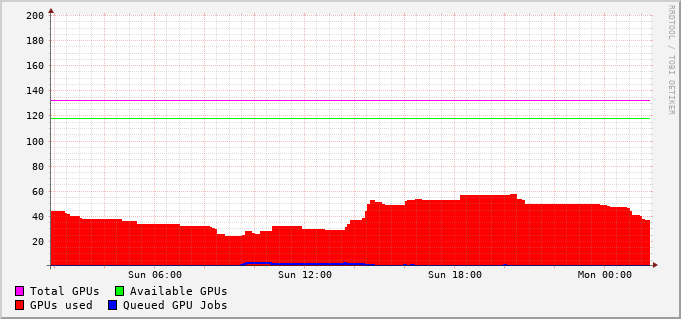 200
180
160
140
120
100
80
60
40
20
Sun 06:00 Sun 12:00 Sun 18:00 Mon 00:00
Total GPUs Available GPUs
GPUs used Queued GPU Jobs
RRDTOOL / TOBI OETIKER